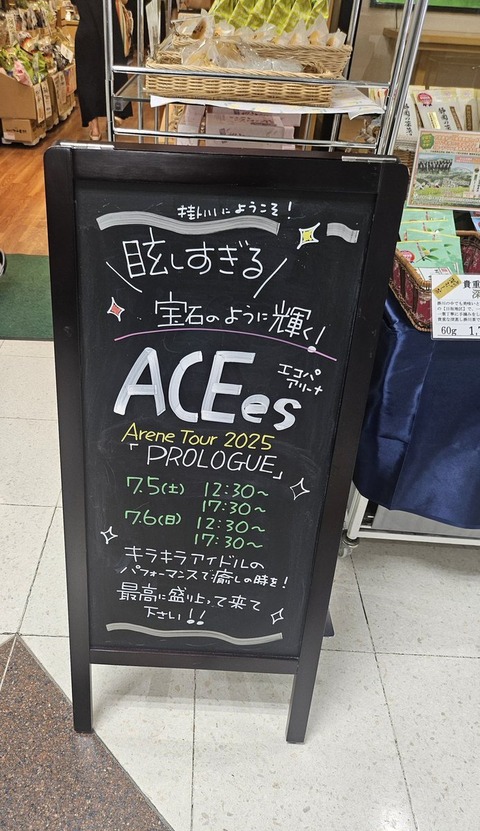 掛川にようこそ!
眩しすぎる
宝石のように輝く!
ACEes
エコパ
アリーナ
Arene Tour 2025
「PROLOGUE」
7.5(土) 12:30~
17:30~
7.6(日) 12:30~
17:30~
キラキラアイドルの
パフォーマンスで癒しの時を!
最高に盛り上って来て
下さい!!
貴重
深
60g